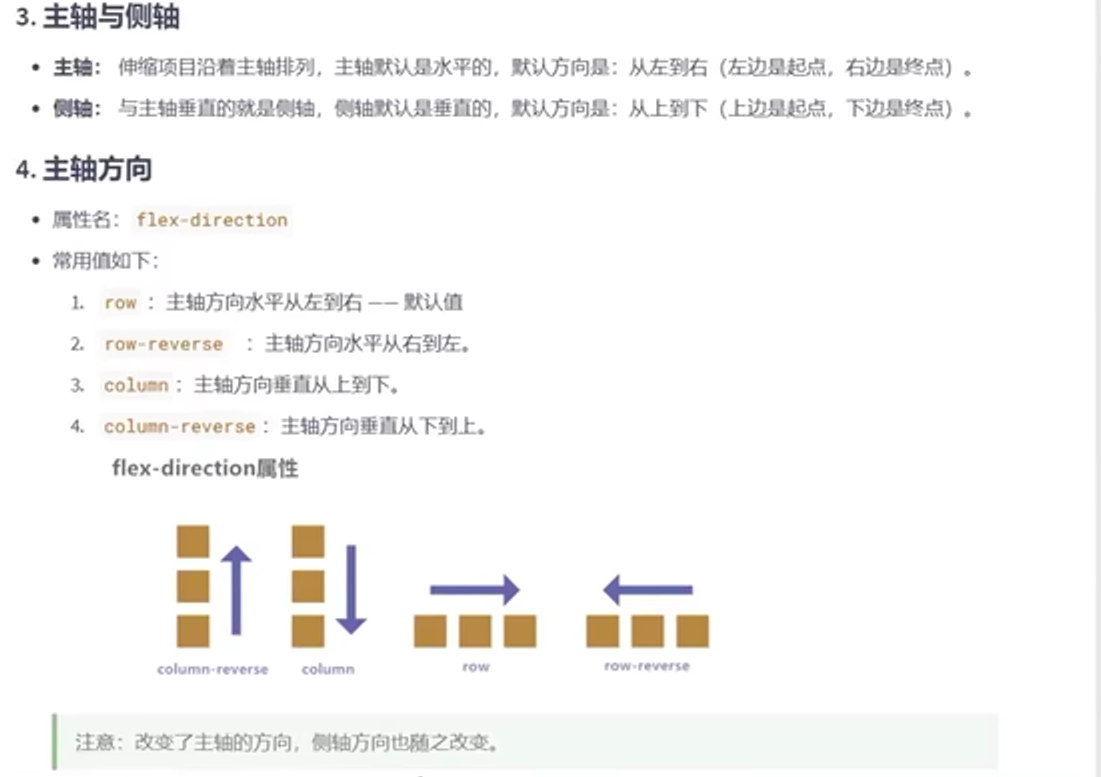 3. 主轴与侧轴
• 主轴： 伸缩项目沿着主轴排列，主轴默认是水平的，默认方向是：从左到右（左边是起点，右边是终点）。
• 侧轴： 与主轴垂直的就是侧轴，侧轴默认是垂直的，默认方向是：从上到下（上边是起点，下边是终点）。
4. 主轴方向
• 属性名： flex-direction
• 常用值如下：
1. row ：主轴方向水平从左到右 —— 默认值
2. row-reverse ：主轴方向水平从右到左。
3. column ：主轴方向垂直从上到下。
4. column-reverse ：主轴方向垂直从下到上。
flex-direction属性
column-reverse column row row-reverse
注意：改变了主轴的方向，侧轴方向也随之改变。